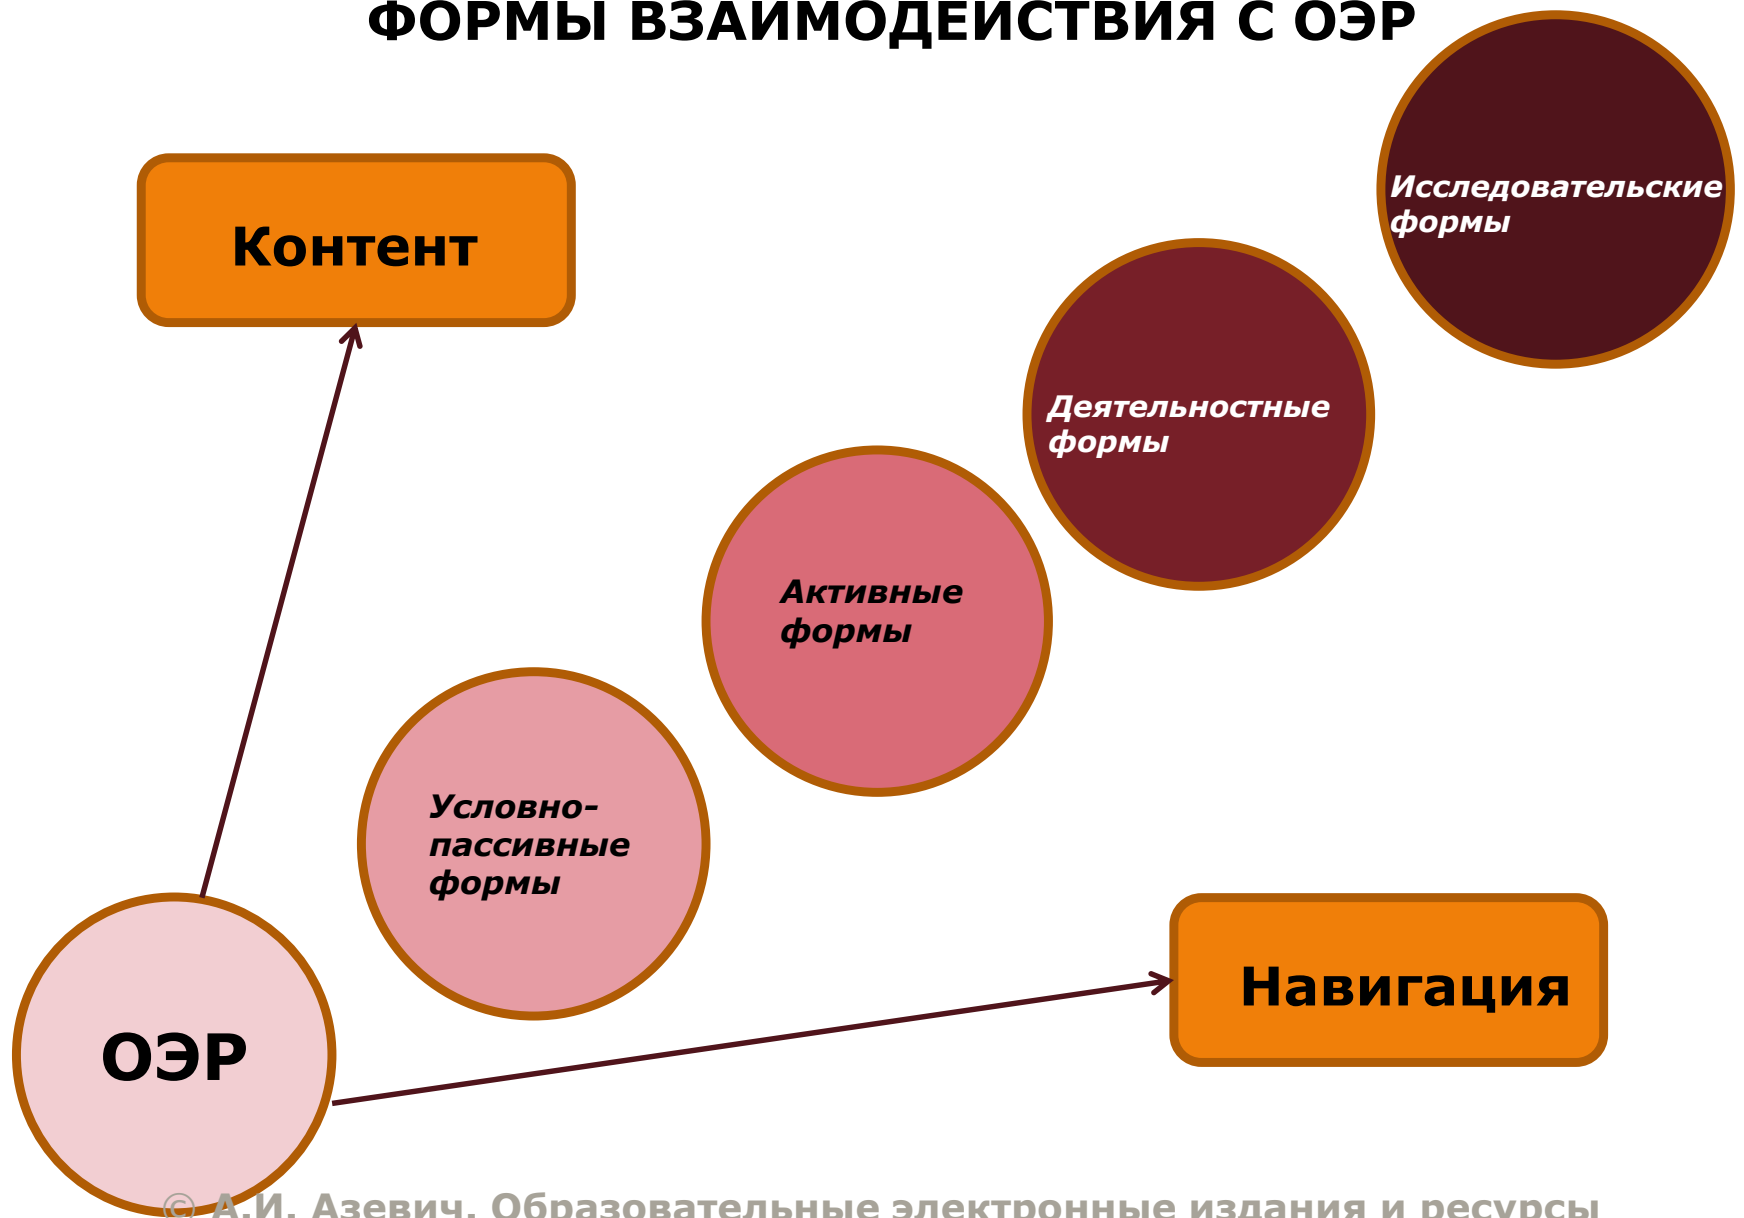 ФОРМЫ ВЗАИМОДЕЙСТВИЯ С ОЭР
Исследовательские
формы
Контент
Деятельностные
формы
Активные
формы
Условно-
пассивные
формы
Навигация
ОЭР
© А.И. Азевич. Образовательные электронные издания и ресурсы